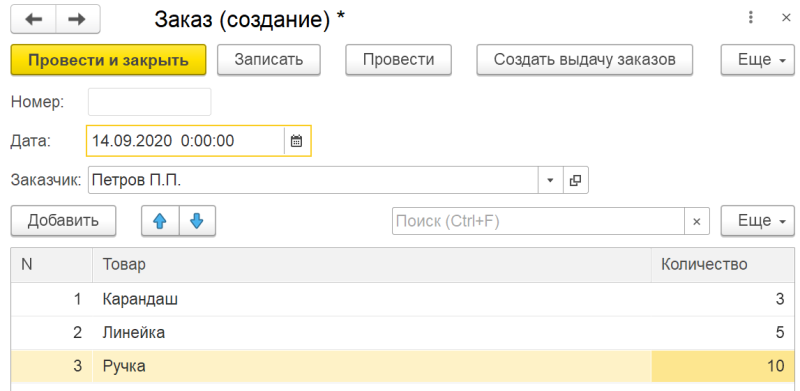 Заказ (создание) *
Провести и закрыть Записать Провести Создать выдачу заказов Еще
Номер:
Дата: 14.09.2020 0:00:00
Заказчик: Петров П.П.
Добавить Поиск (Ctrl+F) × Еще
N Товар Количество
1 Карандаш 3
2 Линейка 5
3 Ручка 10